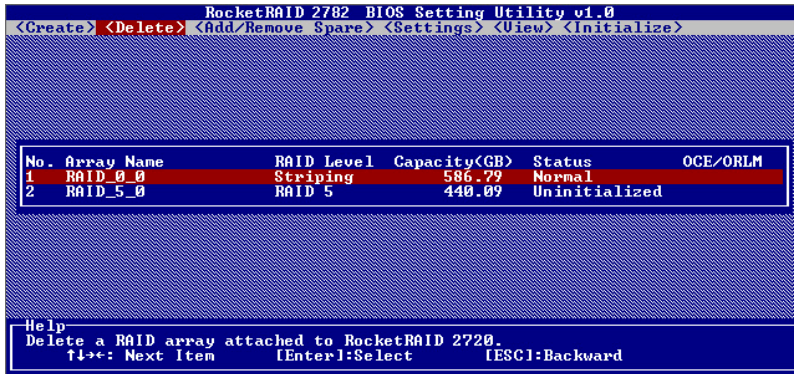 RocketRAID 2782 BIOS Setting Utility v1.0
<Create> <Delete> <Add/Remove Spare> <Settings> <View> <Initialize>
No. Array Name RAID Level Capacity(GB) Status OCE/ORLM
1 RAID_0_0 Striping 586.79 Normal
2 RAID_5_0 RAID 5 440.09 Uninitialized
Help
Delete a RAID array attached to RocketRAID 2720.
↑↓→←: Next Item [Enter]:Select [ESC]:Backward